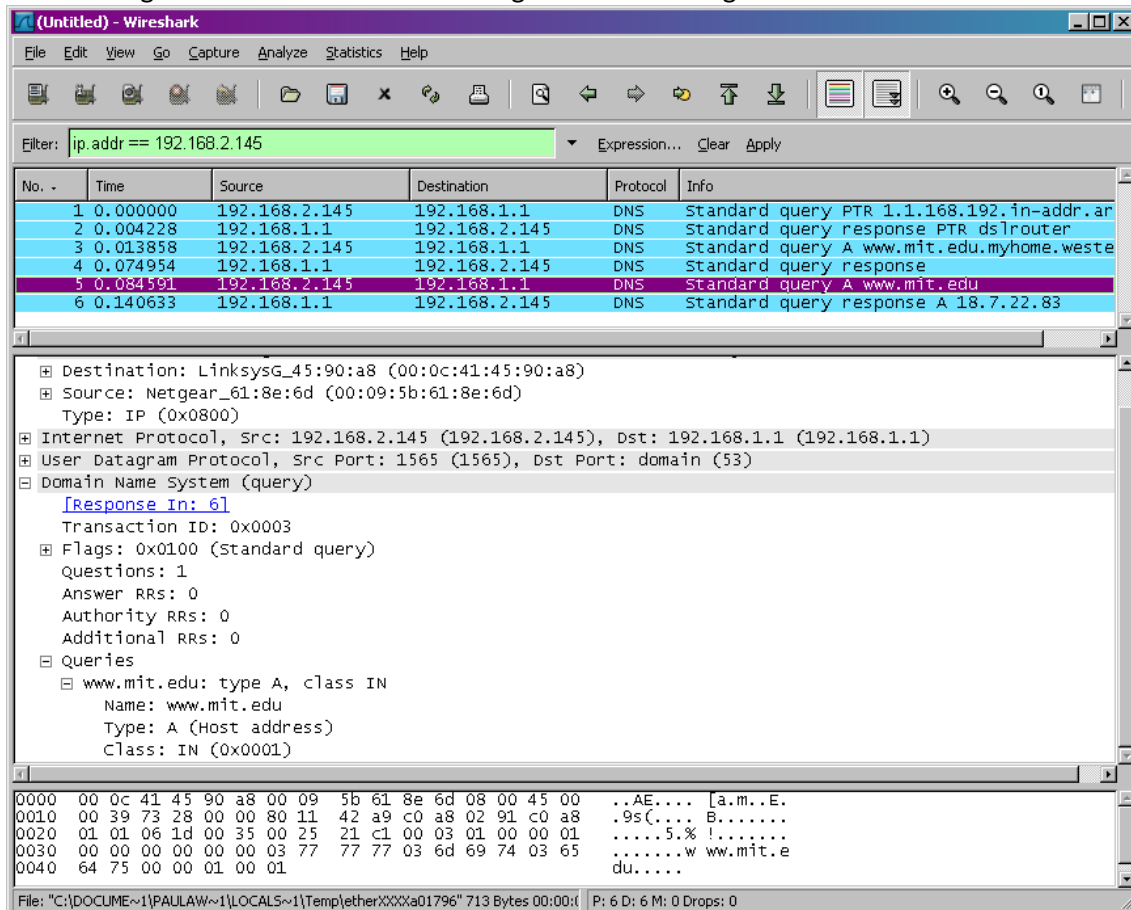 (Untitled) - Wireshark
File Edit View Go Capture Analyze Statistics Help
Filter: ip.addr == 192.168.2.145 Expression... Clear Apply
No. - Time Source Destination Protocol Info
1 0.000000 192.168.2.145 192.168.1.1 DNS Standard query PTR 1.1.168.192.in-addr.ar
2 0.004228 192.168.1.1 192.168.2.145 DNS Standard query response PTR dslrouter
3 0.013858 192.168.2.145 192.168.1.1 DNS Standard query A www.mit.edu.myhome.weste
4 0.074954 192.168.1.1 192.168.2.145 DNS Standard query response
5 0.084591 192.168.2.145 192.168.1.1 DNS Standard query A www.mit.edu
6 0.140633 192.168.1.1 192.168.2.145 DNS Standard query response A 18.7.22.83
Destination: LinksysG_45:90:a8 (00:0c:41:45:90:a8)
Source: Netgear_61:8e:6d (00:09:5b:61:8e:6d)
Type: IP (0x0800)
Internet Protocol, Src: 192.168.2.145 (192.168.2.145), Dst: 192.168.1.1 (192.168.1.1)
User Datagram Protocol, Src Port: 1565 (1565), Dst Port: domain (53)
Domain Name System (query)
[Response In: 6]
Transaction ID: 0x0003
Flags: 0x0100 (Standard query)
Questions: 1
Answer RRs: 0
Authority RRs: 0
Additional RRs: 0
Queries
www.mit.edu: type A, class IN
Name: www.mit.edu
Type: A (Host address)
Class: IN (0x0001)
0000 00 0c 41 45 90 a8 00 09 5b 61 8e 6d 08 00 45 00 ..AE.... [a.m..E.
0010 00 39 73 28 00 00 80 11 42 a9 c0 a8 02 91 c0 a8 .9s(.... B.......
0020 01 01 06 1d 00 35 00 25 21 c1 00 03 01 00 00 01 .....5.% !.......
0030 00 00 00 00 00 00 03 77 77 77 03 6d 69 74 03 65 .......w ww.mit.e
0040 64 75 00 00 01 00 01 du.....
File: "C:\DOCUME~1\PAULAW~1\LOCALS~1\Temp\etherXXXXa01796" 713 Bytes 00:00:( P: 6 D: 6 M: 0 Drops: 0